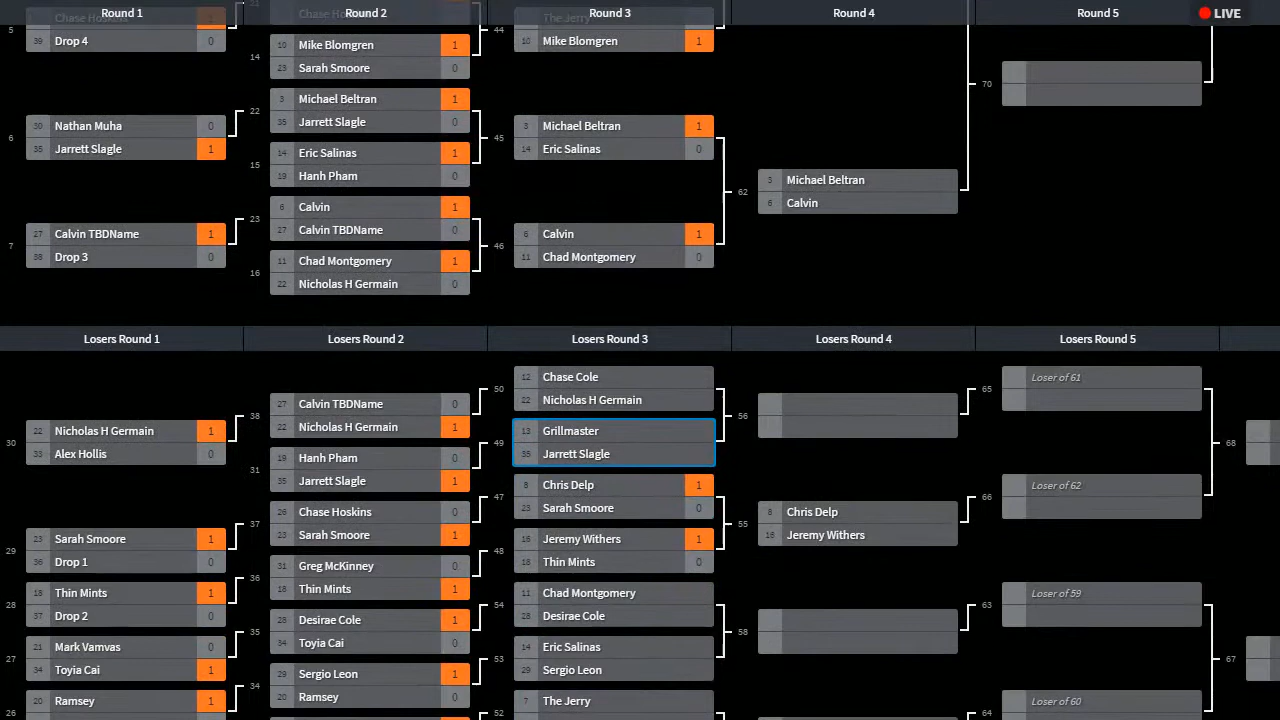 Round 1
Round 2
Round 3
Round 4
Round 5
LIVE
5
Chase Hoskins 1
39 Drop 4 0
6
30 Nathan Muha 0
35 Jarrett Slagle 1
7
27 Calvin TBDName 1
38 Drop 3 0
21
Chase Ho
14
10 Mike Blomgren 1
23 Sarah Smoore 0
22
3 Michael Beltran 1
35 Jarrett Slagle 0
15
14 Eric Salinas 1
19 Hanh Pham 0
23
6 Calvin 1
27 Calvin TBDName 0
16
11 Chad Montgomery 1
22 Nicholas H Germain 0
44
The Jerry
10 Mike Blomgren 1
45
3 Michael Beltran 1
14 Eric Salinas 0
46
6 Calvin 1
11 Chad Montgomery 0
62
3 Michael Beltran
6 Calvin
70
Losers Round 1
Losers Round 2
Losers Round 3
Losers Round 4
Losers Round 5
30
22 Nicholas H Germain 1
33 Alex Hollis 0
29
23 Sarah Smoore 1
36 Drop 1 0
28
18 Thin Mints 1
37 Drop 2 0
27
21 Mark Vamvas 0
34 Toyia Cai 1
26
20 Ramsey 1
38
27 Calvin TBDName 0
22 Nicholas H Germain 1
31
19 Hanh Pham 0
35 Jarrett Slagle 1
37
26 Chase Hoskins 0
23 Sarah Smoore 1
36
31 Greg McKinney 0
18 Thin Mints 1
35
28 Desirae Cole 1
34 Toyia Cai 0
34
29 Sergio Leon 1
20 Ramsey 0
50
12 Chase Cole
22 Nicholas H Germain
49
13 Grillmaster
35 Jarrett Slagle
47
8 Chris Delp 1
23 Sarah Smoore 0
48
16 Jeremy Withers 1
18 Thin Mints 0
54
11 Chad Montgomery
28 Desirae Cole
53
14 Eric Salinas
29 Sergio Leon
52
7 The Jerry
56
55
8 Chris Delp
16 Jeremy Withers
58
65
Loser of 61
66
Loser of 62
63
Loser of 59
64
Loser of 60
68
67